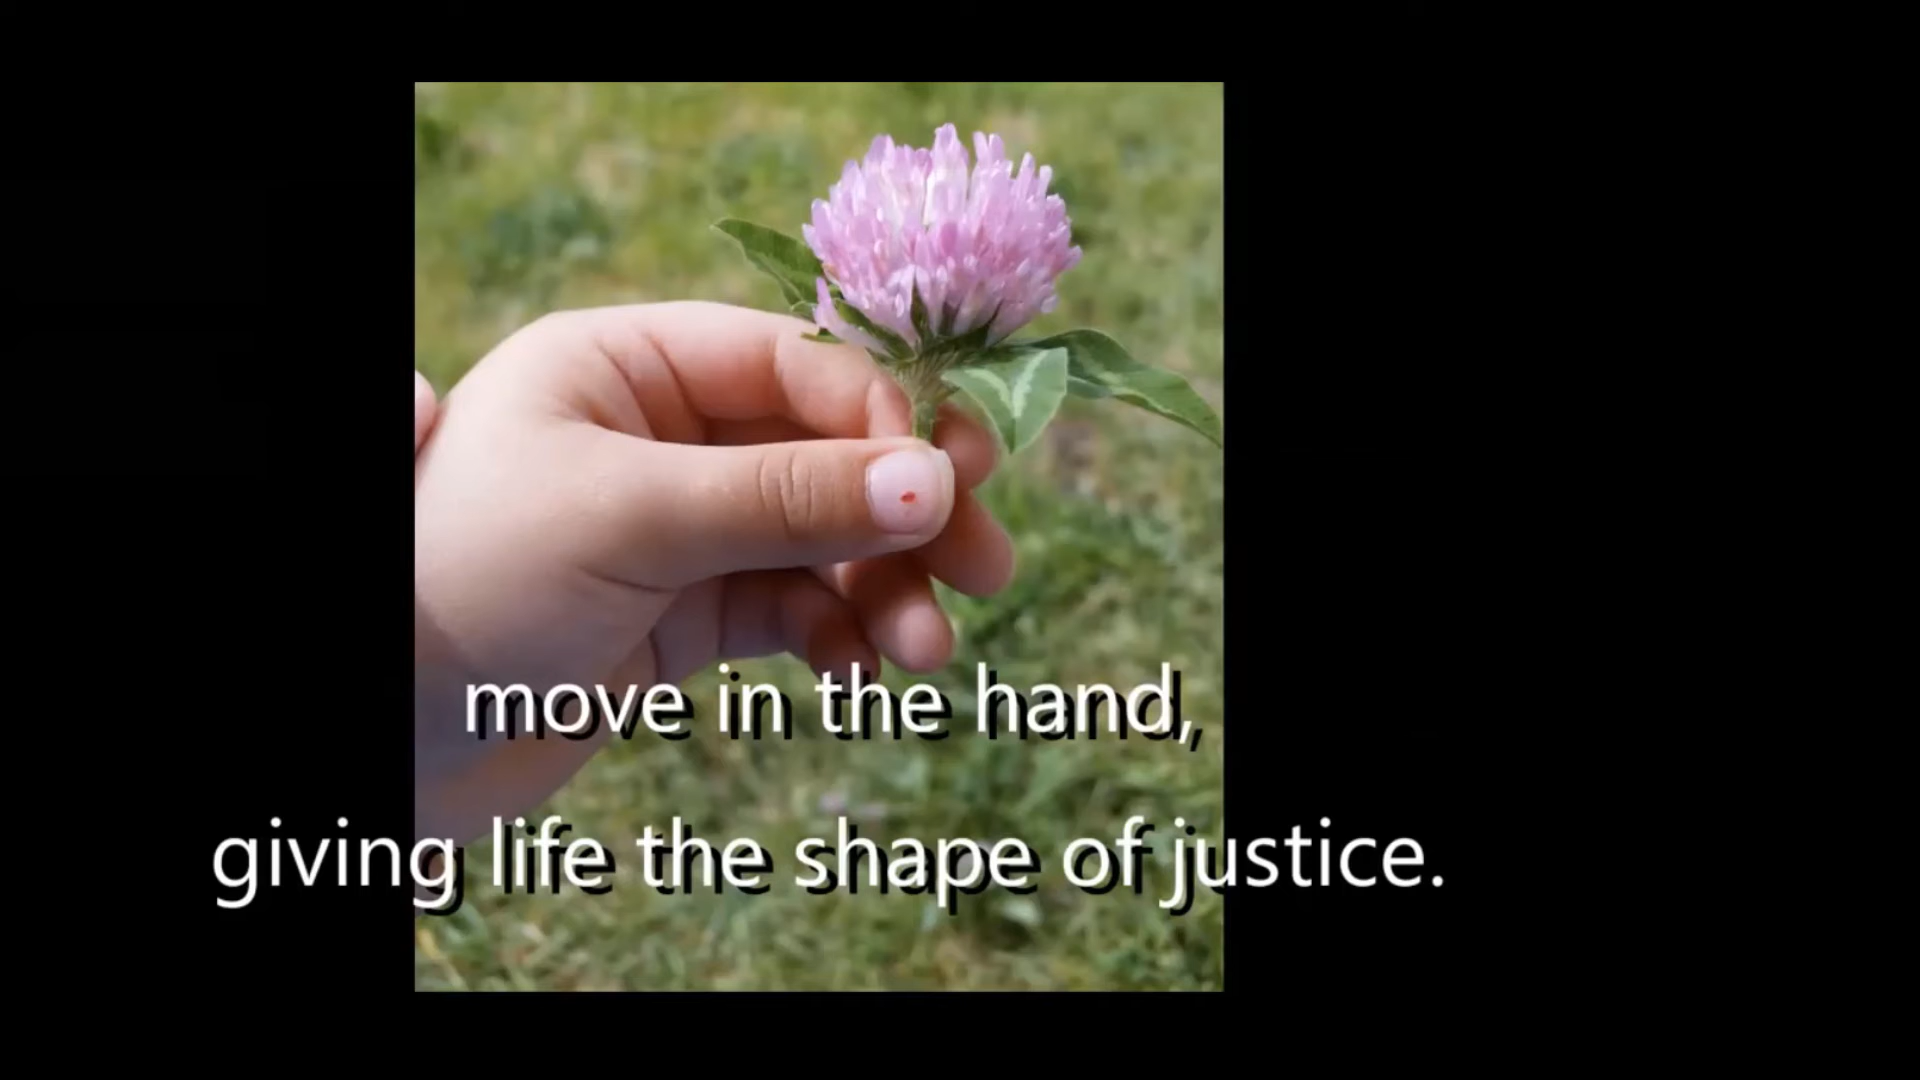 move in the hand,
giving life the shape of justice.